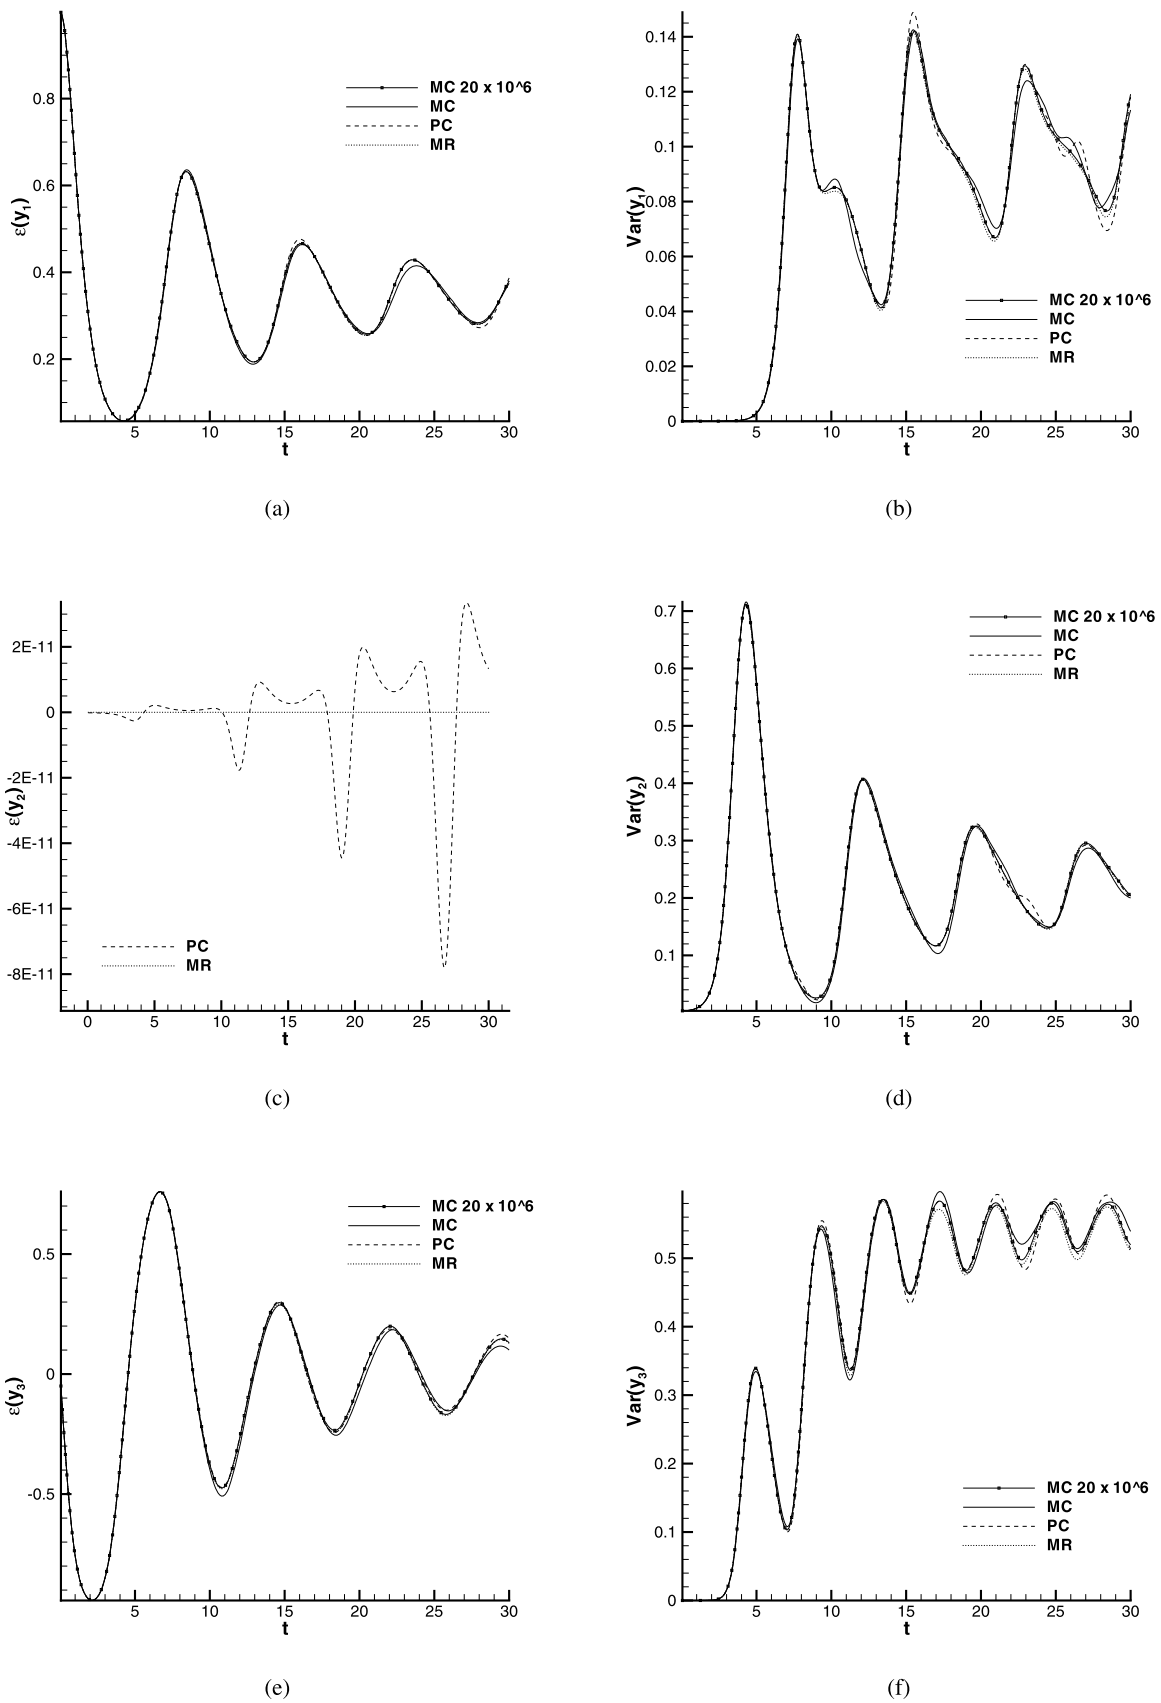 0.8
0.6
0.4
0.2
ε(y1)
MC 20 x 10^6
MC
PC
MR
5 10 15 20 25 30
t
(a)
0.14
0.12
0.1
0.08
0.06
0.04
0.02
0
Var(y1)
MC 20 x 10^6
MC
PC
MR
5 10 15 20 25 30
t
(b)
2E-11
0
-2E-11
-4E-11
-6E-11
-8E-11
ε(y2)
PC
MR
0 5 10 15 20 25 30
t
(c)
0.7
0.6
0.5
0.4
0.3
0.2
0.1
Var(y2)
MC 20 x 10^6
MC
PC
MR
5 10 15 20 25 30
t
(d)
0.5
0
-0.5
ε(y3)
MC 20 x 10^6
MC
PC
MR
5 10 15 20 25 30
t
(e)
0.5
0.4
0.3
0.2
0.1
0
Var(y3)
MC 20 x 10^6
MC
PC
MR
5 10 15 20 25 30
t
(f)